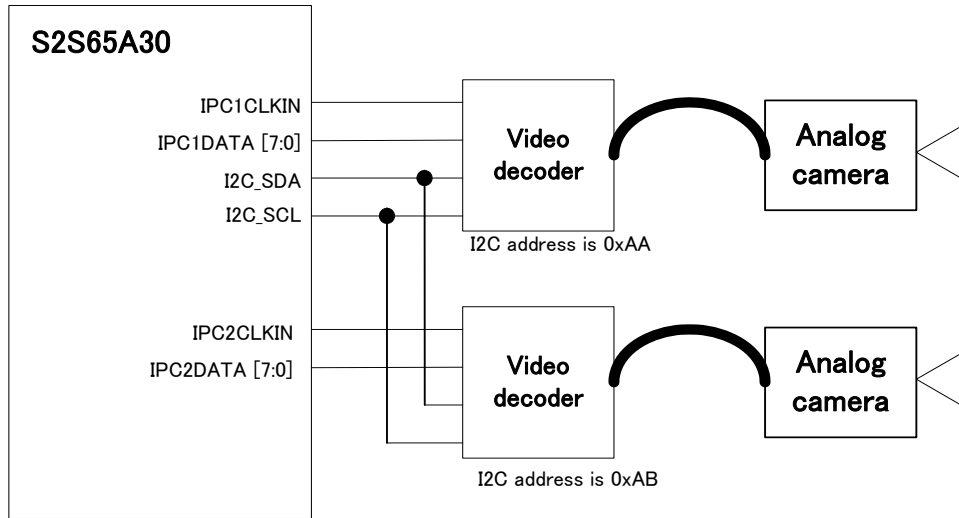 S2S65A30
IPC1CLKIN
IPC1DATA [7:0]
I2C_SDA
I2C_SCL
Video
decoder
Analog
camera
I2C address is 0xAA
IPC2CLKIN
IPC2DATA [7:0]
Video
decoder
Analog
camera
I2C address is 0xAB